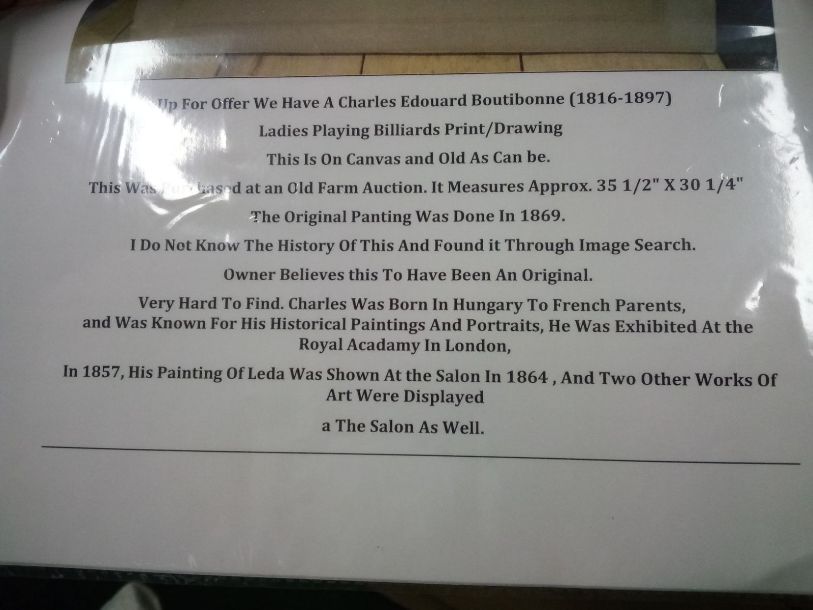 Up For Offer We Have A Charles Edouard Boutibonne (1816-1897)
Ladies Playing Billiards Print/Drawing
This Is On Canvas and Old As Can be.
This Was Purchased at an Old Farm Auction. It Measures Approx. 35 1/2" X 30 1/4"
The Original Panting Was Done In 1869.
I Do Not Know The History Of This And Found it Through Image Search.
Owner Believes this To Have Been An Original.
Very Hard To Find. Charles Was Born In Hungary To French Parents,
and Was Known For His Historical Paintings And Portraits, He Was Exhibited At the
Royal Acadamy In London,
In 1857, His Painting Of Leda Was Shown At the Salon In 1864 , And Two Other Works Of
Art Were Displayed
a The Salon As Well.